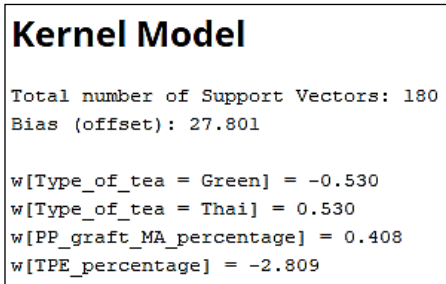 Kernel Model
Total number of Support Vectors: 180
Bias (offset): 27.801
w[Type_of_tea = Green] = -0.530
w[Type_of_tea = Thai] = 0.530
w[PP_graft_MA_percentage] = 0.408
w[TPE_percentage] = -2.809